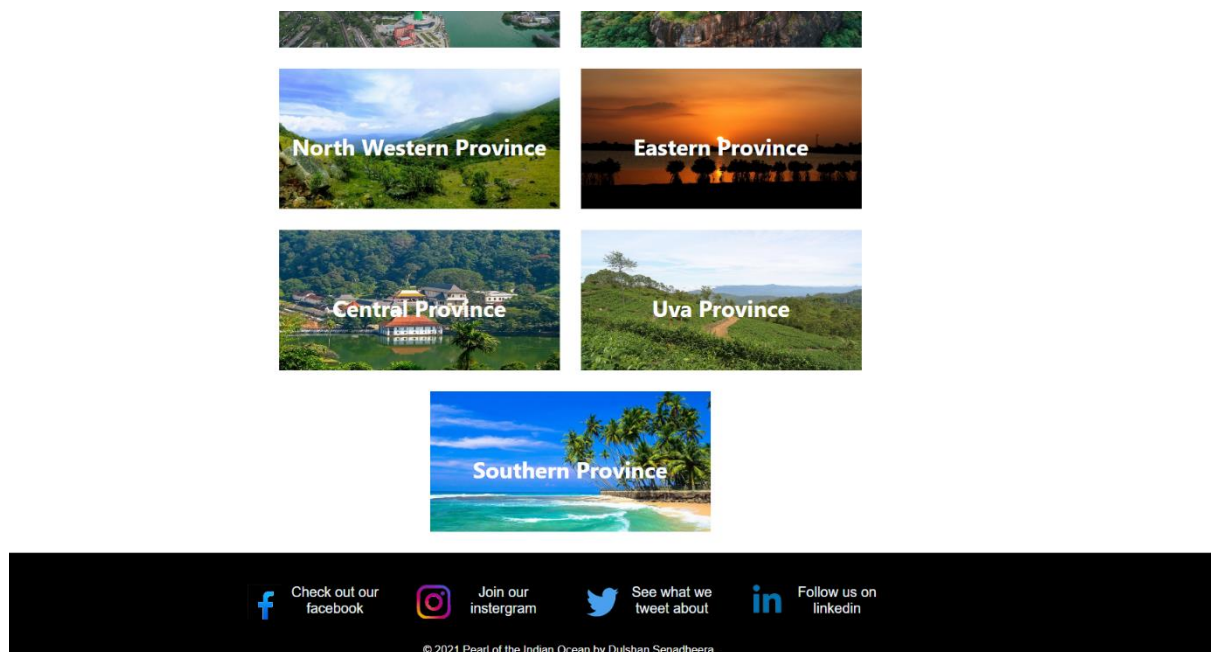 North Western Province
Eastern Province
Central Province
Uva Province
Southern Province
Check out our
facebook
Join our
instergram
See what we
tweet about
Follow us on
linkedin
© 2021 Pearl of the Indian Ocean by Dulshan Senadheera